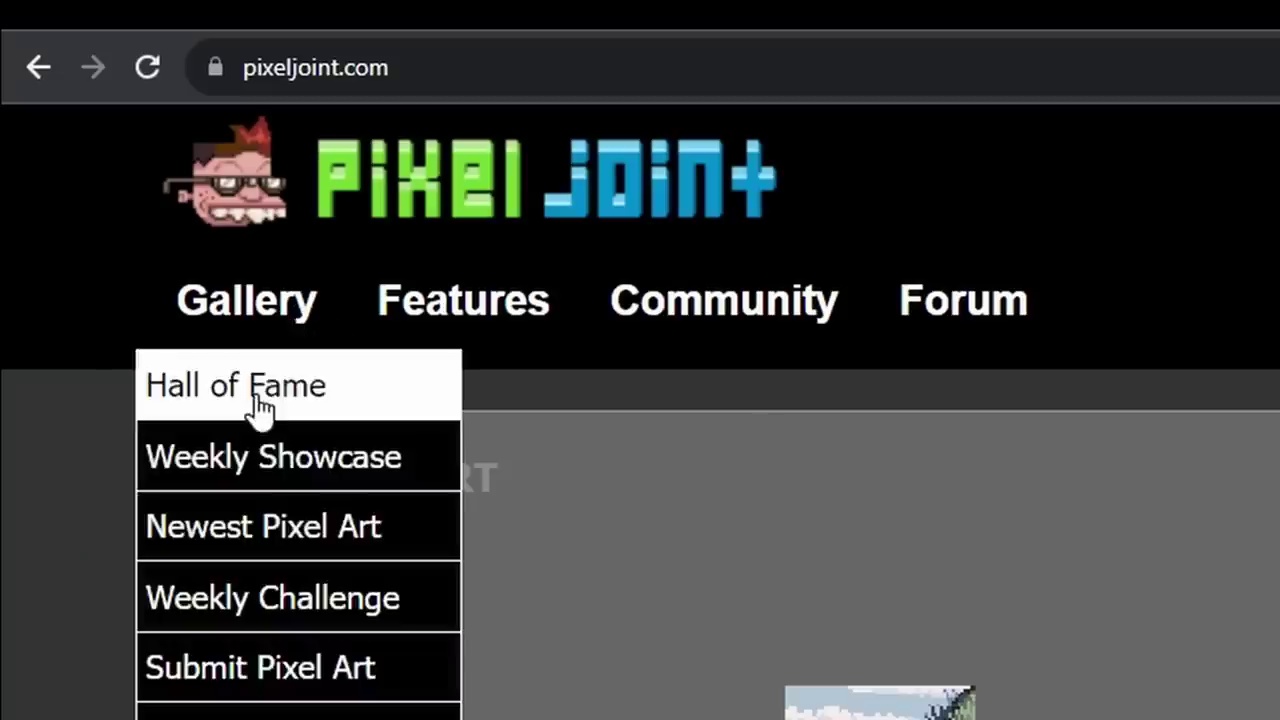 pixeljoint.com
PIXEL JOINT
Gallery Features Community Forum
Hall of Fame
Weekly Showcase
RT
Newest Pixel Art
Weekly Challenge
Submit Pixel Art